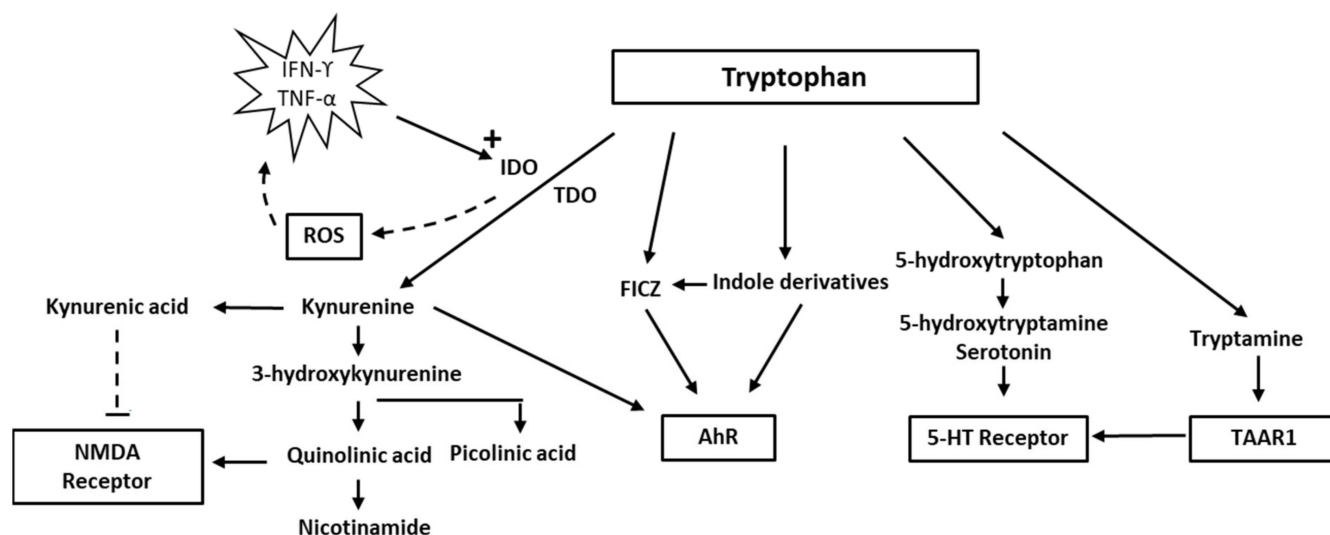 IFN-ϒ
TNF-α
Tryptophan
+
IDO
TDO
ROS
5-hydroxytryptophan
FICZ
Indole derivatives
Kynurenic acid
Kynurenine
5-hydroxytryptamine
Serotonin
Tryptamine
3-hydroxykynurenine
AhR
5-HT Receptor
TAAR1
NMDA
Receptor
Quinolinic acid
Picolinic acid
Nicotinamide